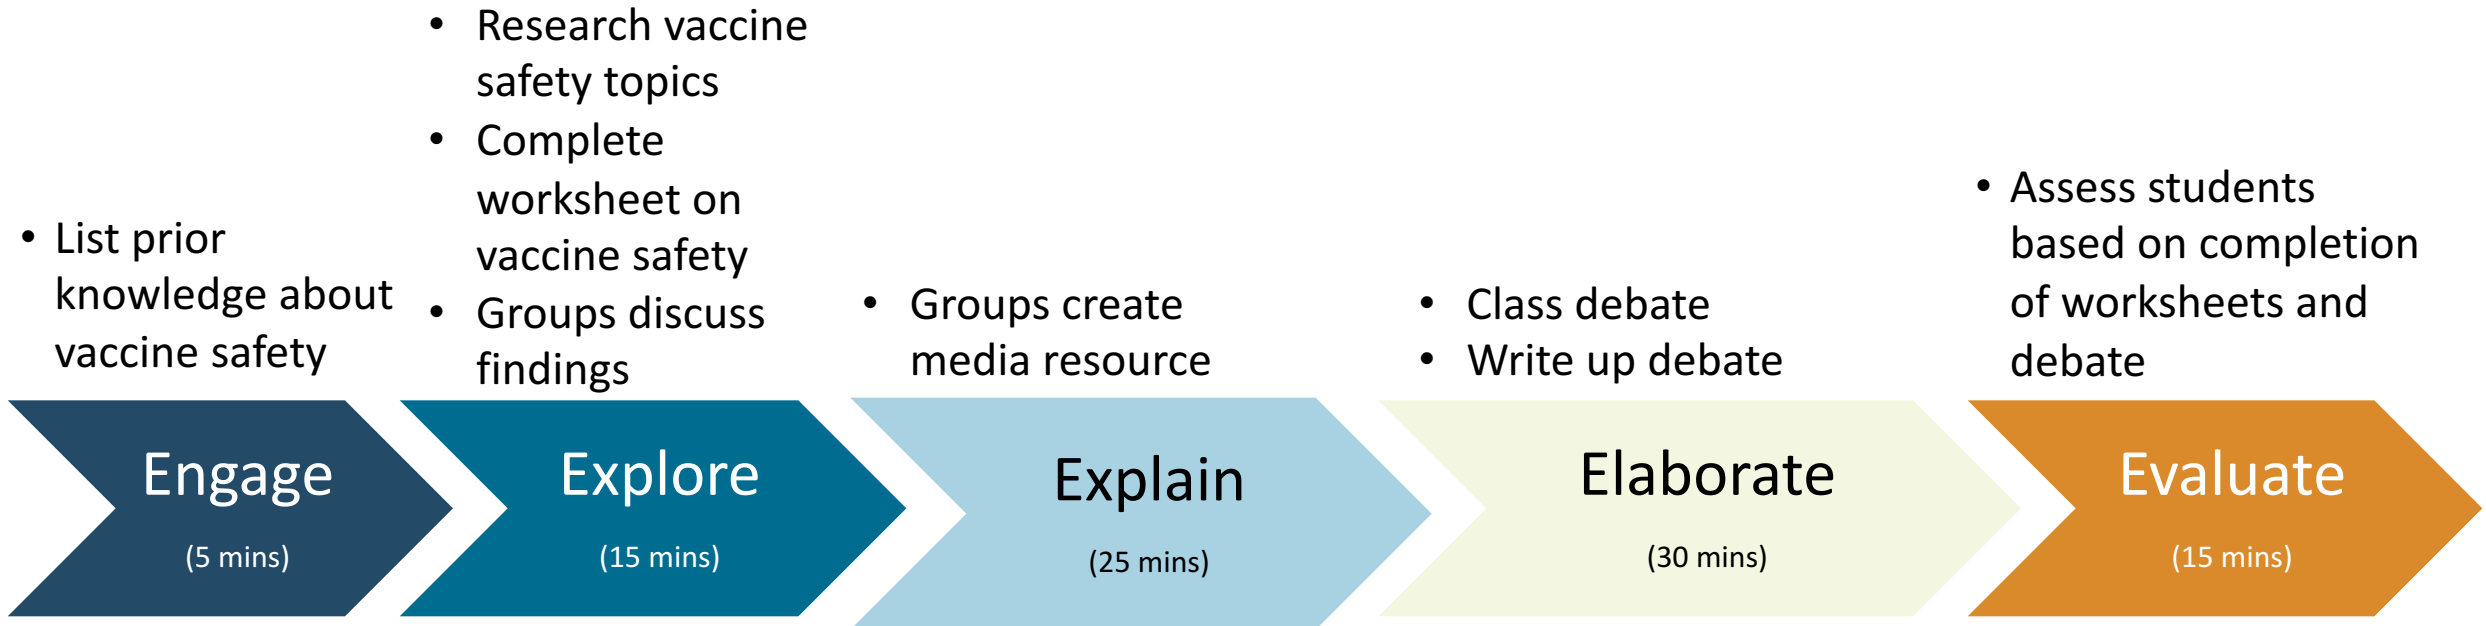 • List prior
knowledge about
vaccine safety
Engage
(5 mins)
• Research vaccine
safety topics
• Complete
worksheet on
vaccine safety
• Groups discuss
findings
Explore
(15 mins)
• Groups create
media resource
Explain
(25 mins)
• Class debate
• Write up debate
Elaborate
(30 mins)
• Assess students
based on completion
of worksheets and
debate
Evaluate
(15 mins)